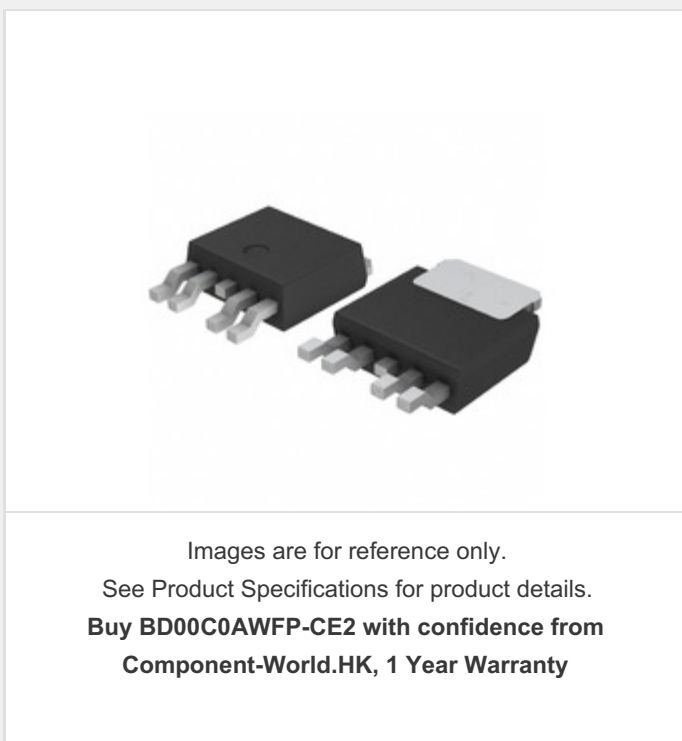 Images are for reference only.
See Product Specifications for product details.
Buy BD00C0AWFP-CE2 with confidence from
Component-World.HK, 1 Year Warranty